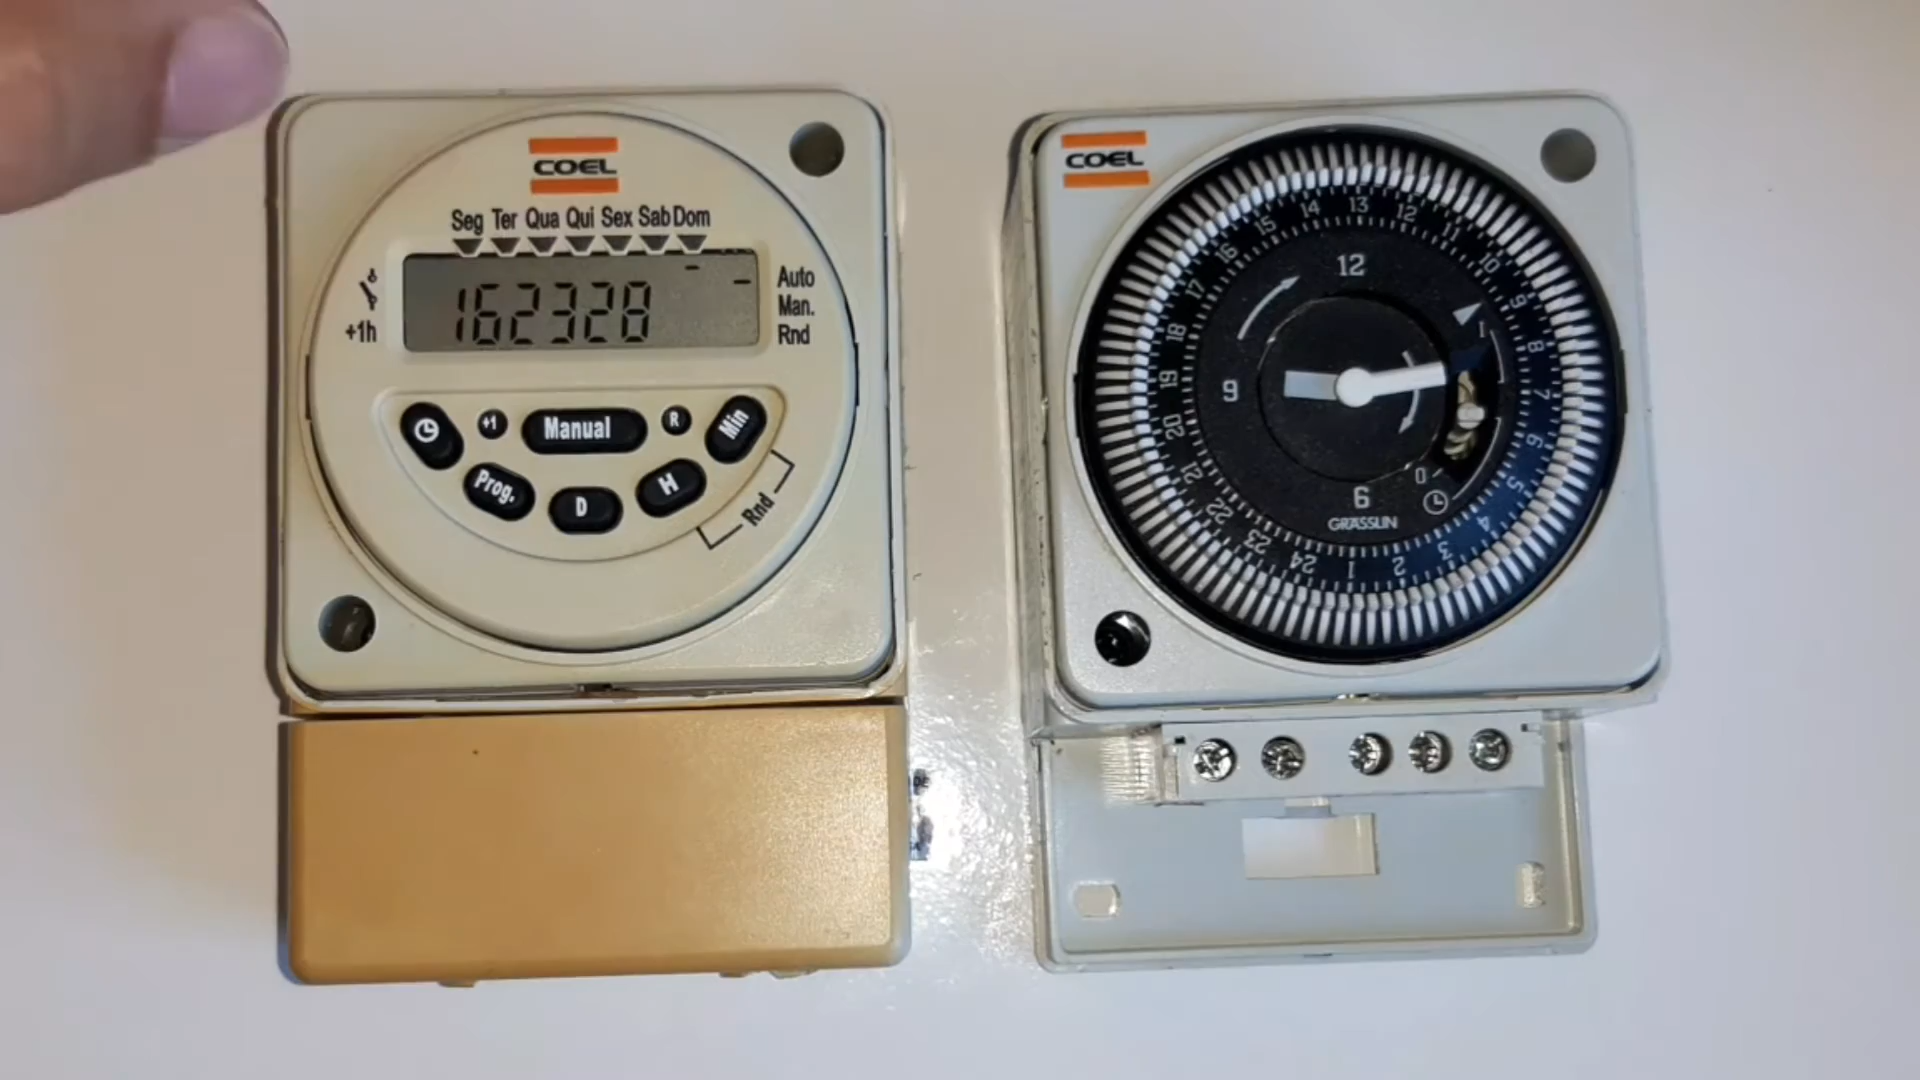 COEL
Seg Ter Qua Qui Sex Sab Dom
162328
+1h
Auto
Man.
Rnd
+1
Manual
R
Min
Prog.
D
H
Rnd
COEL
12
9
6
I
0
GRÄSSLIN
1 2 3 4 5 6 7 8 9 10 11 12 13 14 15 16 17 18 19 20 21 22 23 24